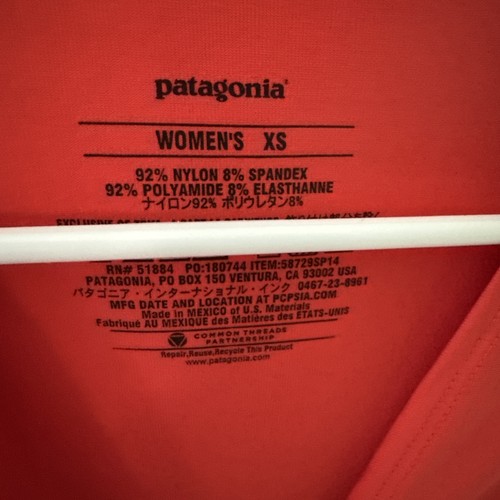 patagonia®
WOMEN'S XS
92% NYLON 8% SPANDEX
92% POLYAMIDE 8% ELASTHANNE
ナイロン92% ポリウレタン8%
EXCLUSIVE OF
RN# 51884 PO:180744 ITEM:58729SP14
PATAGONIA, PO BOX 150 VENTURA, CA 93002 USA
パタゴニア・インターナショナル・インク 0467-23-8961
MFG DATE AND LOCATION AT PCPSIA.COM
Made in MEXICO of U.S. Materials
Fabriqué AU MEXIQUE des Matières des ETATS-UNIS
COMMON THREADS
PARTNERSHIP
Repair,Reuse,Recycle This Product
www.patagonia.com